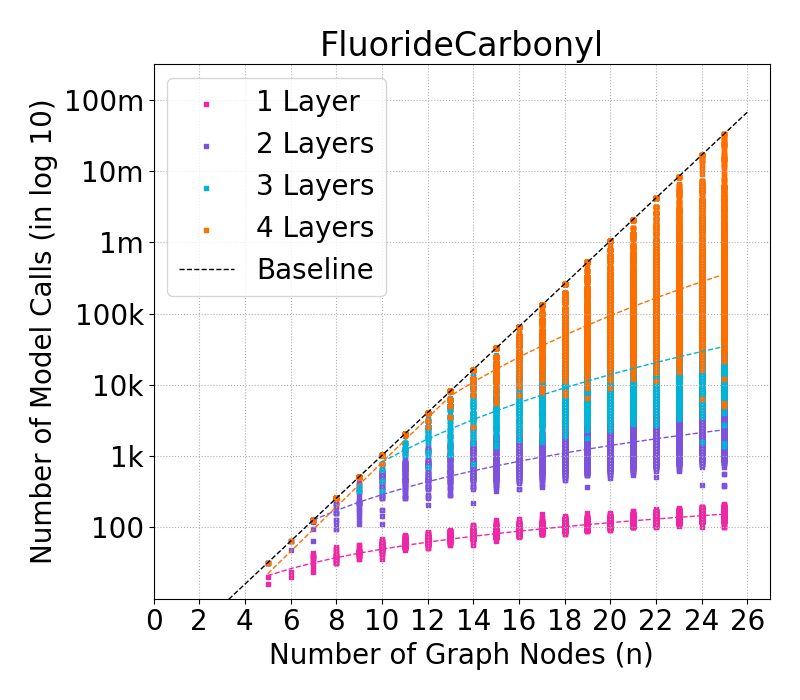 FluorideCarbonyl
1 Layer
2 Layers
3 Layers
4 Layers
Baseline
100m
10m
1m
100k
10k
1k
100
Number of Model Calls (in log 10)
0 2 4 6 8 10 12 14 16 18 20 22 24 26
Number of Graph Nodes (n)